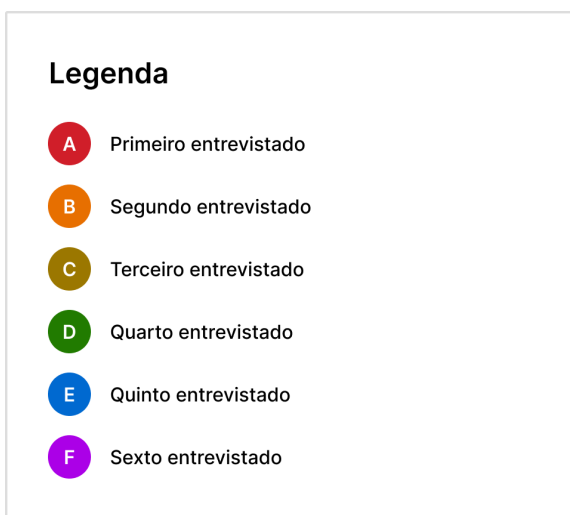 Legenda
A Primeiro entrevistado
B Segundo entrevistado
C Terceiro entrevistado
D Quarto entrevistado
E Quinto entrevistado
F Sexto entrevistado